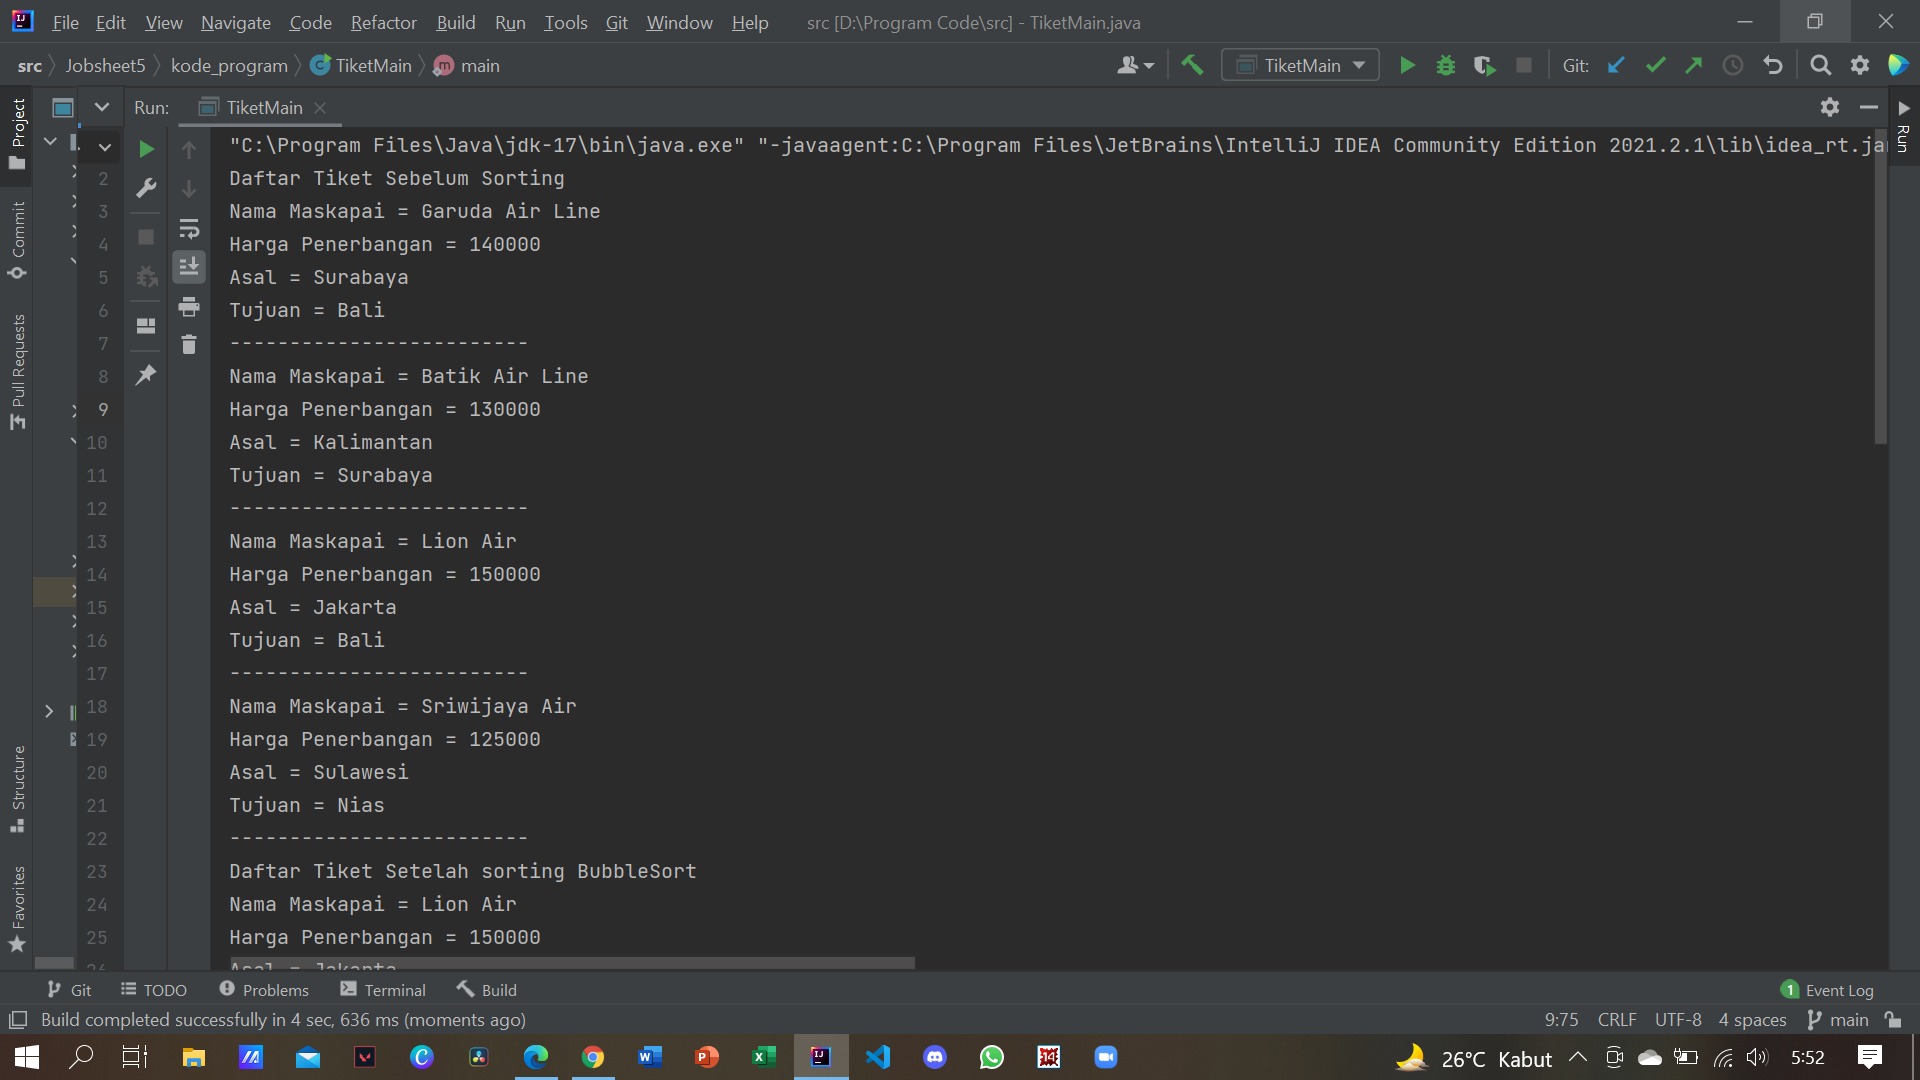 File Edit View Navigate Code Refactor Build Run Tools Git Window Help src [D:\Program Code\src] - TiketMain.java
src Jobsheet5 kode_program TiketMain main TiketMain Git:
Project
Commit
Pull Requests
Structure
Favorites
Run: TiketMain
Run
"C:\Program Files\Java\jdk-17\bin\java.exe" "-javaagent:C:\Program Files\JetBrains\IntelliJ IDEA Community Edition 2021.2.1\lib\idea_rt.jar
2 Daftar Tiket Sebelum Sorting
3 Nama Maskapai = Garuda Air Line
4 Harga Penerbangan = 140000
5 Asal = Surabaya
6 Tujuan = Bali
7 -------------------------
8 Nama Maskapai = Batik Air Line
9 Harga Penerbangan = 130000
10 Asal = Kalimantan
11 Tujuan = Surabaya
12 -------------------------
13 Nama Maskapai = Lion Air
14 Harga Penerbangan = 150000
15 Asal = Jakarta
16 Tujuan = Bali
17 -------------------------
18 Nama Maskapai = Sriwijaya Air
19 Harga Penerbangan = 125000
20 Asal = Sulawesi
21 Tujuan = Nias
22 -------------------------
23 Daftar Tiket Setelah sorting BubbleSort
24 Nama Maskapai = Lion Air
25 Harga Penerbangan = 150000
26 Asal = Jakarta
Git TODO Problems Terminal Build 1 Event Log
Build completed successfully in 4 sec, 636 ms (moments ago) 9:75 CRLF UTF-8 4 spaces main
26°C Kabut 5:52